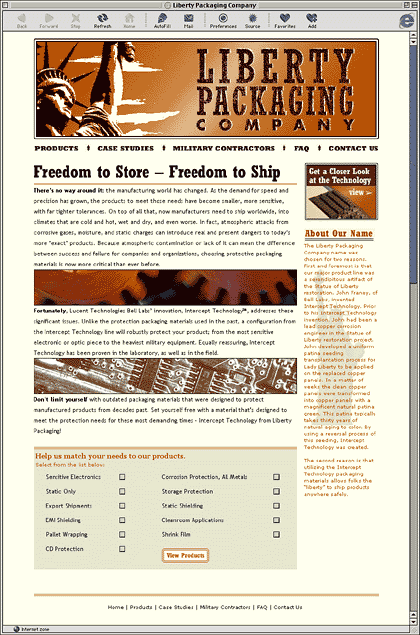 Liberty Packaging Company
Back Forward Stop Refresh Home AutoFill Mail Preferences Source Favorites Add
LIBERTY
PACKAGING
COMPANY
PRODUCTS CASE STUDIES MILITARY CONTRACTORS FAQ CONTACT US
Freedom to Store – Freedom to Ship
There's no way around it: the manufacturing world has changed. As the demand for speed and
precision has grown, the products to meet those needs have become smaller, more sensitive,
with far tighter tolerances. On top of all that, now manufacturers need to ship worldwide, into
climates that are cold and hot, wet and dry, and even worse. In fact, atmospheric attacks from
corrosive gases, moisture, and static charges can introduce real and present dangers to today's
more "exact" products. Because atmospheric contamination or lack of it can mean the difference
between success and failure for companies and organizations, choosing protective packaging
materials is now more critical than ever before.
Fortunately, Lucent Technologies Bell Labs' innovation, Intercept Technology™, addresses these
significant issues. Unlike the protection packaging materials used in the past, a configuration from
the Intercept Technology line will robustly protect your product; from the most sensitive
electronic or optic piece to the heaviest military equipment. Equally reassuring, Intercept
Technology has been proven in the laboratory, as well as in the field.
Don't limit yourself with outdated packaging materials that were designed to protect
manufactured products from decades past. Set yourself free with a material that's designed to
meet the protection needs for these most demanding times - Intercept Technology from Liberty
Packaging!
Help us match your needs to our products.
Select from the list below:
Sensitive Electronics Corrosion Protection, All Metals
Static Only Storage Protection
Export Shipments Static Shielding
EMI Shielding Cleanroom Applications
Pallet Wrapping Shrink Film
CD Protection View Products
Get a Closer Look
at the Technology
view
About Our Name
The Liberty Packaging
Company name was
chosen for two reasons.
First and foremost is that
our major product line was
a serendipitous artifact of
the Statue of Liberty
restoration. John Franey, of
Bell Labs, invented
Intercept Technology. Prior
to his Intercept Technology
invention, John had been a
lead copper corrosion
engineer in the Statue of
Liberty restoration project.
John developed a uniform
patina seeding
transplantation process for
Lady Liberty to be applied
on the replaced copper
panels. In a matter of
weeks the clean copper
panels were transformed
into copper panels with a
magnificent natural patina
green. This patina typically
takes thirty years of
natural aging to color. By
using a reversal process of
this seeding, Intercept
Technology was created.
The second reason is that
utilizing the Intercept
Technology packaging
materials allows folks the
"liberty" to ship products
anywhere safely.
Home | Products | Case Studies | Military Contractors | FAQ | Contact Us
Internet zone